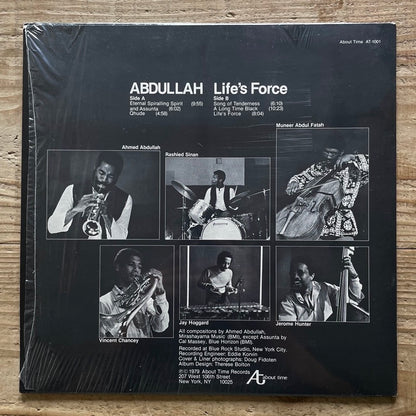 About Time AT 1001
ABDULLAH Life's Force
Side A
Eternal Spiralling Spirit (9:55)
and Assunta (6:02)
Qhude (4:58)
Side B
Song of Tenderness (6:10)
A Long Time Black (10:23)
Life's Force (8:04)
Muneer Abdul Fatah
Ahmed Abdullah
Rashied Sinan
Jay Hoggard
Vincent Chancey
Jerome Hunter
All compositions by Ahmed Abdullah,
Mirashayama Music (BMI), except Assunta by
Cal Massey, Blue Horizon (BMI)
Recorded at Blue Rock Studio, New York City.
Recording Engineer: Eddie Korvin
Cover & Liner photographs: Doug Fidoten
Album Design: Therese Bolton
℗ © 1979 About Time Records
207 West 106th Street
New York, NY 10025
AT about time